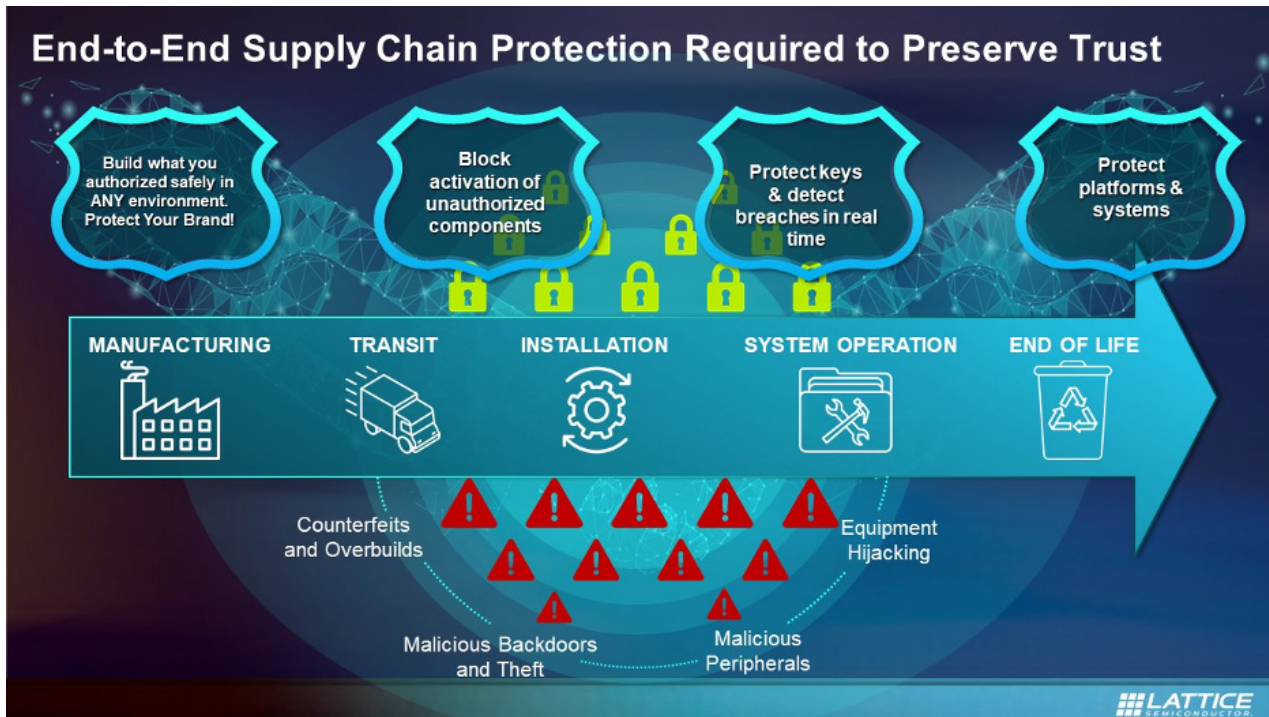 End-to-End Supply Chain Protection Required to Preserve Trust
Build what you
authorized safely in
ANY environment.
Protect Your Brand!
Block
activation of
unauthorized
components
Protect keys
& detect
breaches in real
time
Protect
platforms &
systems
MANUFACTURING
TRANSIT
INSTALLATION
SYSTEM OPERATION
END OF LIFE
Counterfeits
and Overbuilds
Malicious Backdoors
and Theft
Malicious
Peripherals
Equipment
Hijacking
LATTICE
SEMICONDUCTOR.